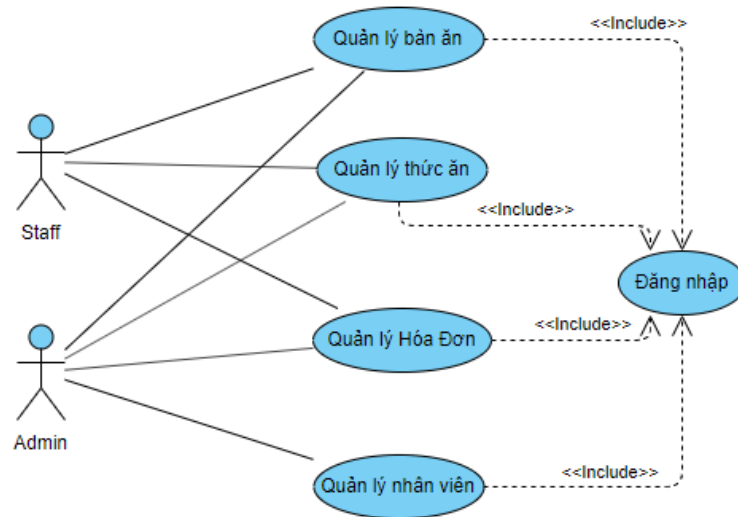 Quản lý bàn ăn
<<Include>>
Quản lý thức ăn
<<Include>>
Staff
Đăng nhập
Quản lý Hóa Đơn
<<Include>>
Admin
Quản lý nhân viên
<<Include>>